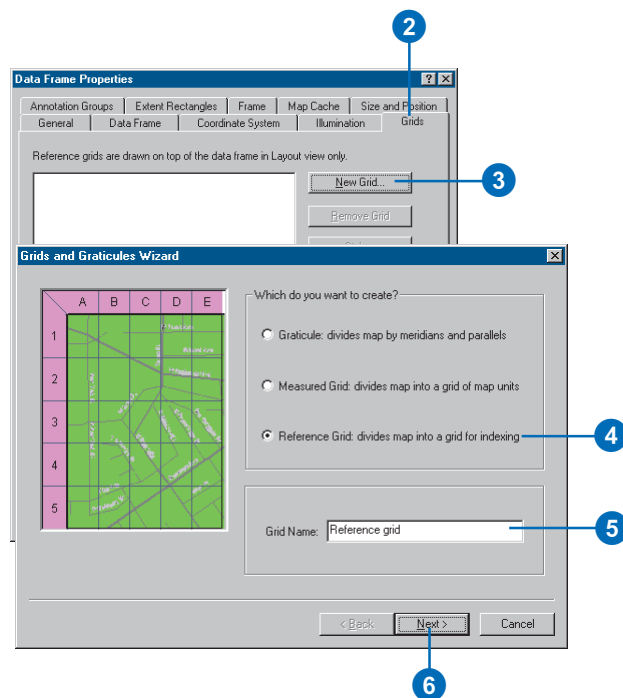 2
Data Frame Properties
Annotation Groups Extent Rectangles Frame Map Cache Size and Position
General Data Frame Coordinate System Illumination Grids
Reference grids are drawn on top of the data frame in Layout view only.
New Grid...
3
Remove Grid
Grids and Graticules Wizard
A B C D E
1
2
3
4
5
Which do you want to create?
Graticule: divides map by meridians and parallels
Measured Grid: divides map into a grid of map units
Reference Grid: divides map into a grid for indexing
4
Grid Name: Reference grid
5
< Back Next > Cancel
6